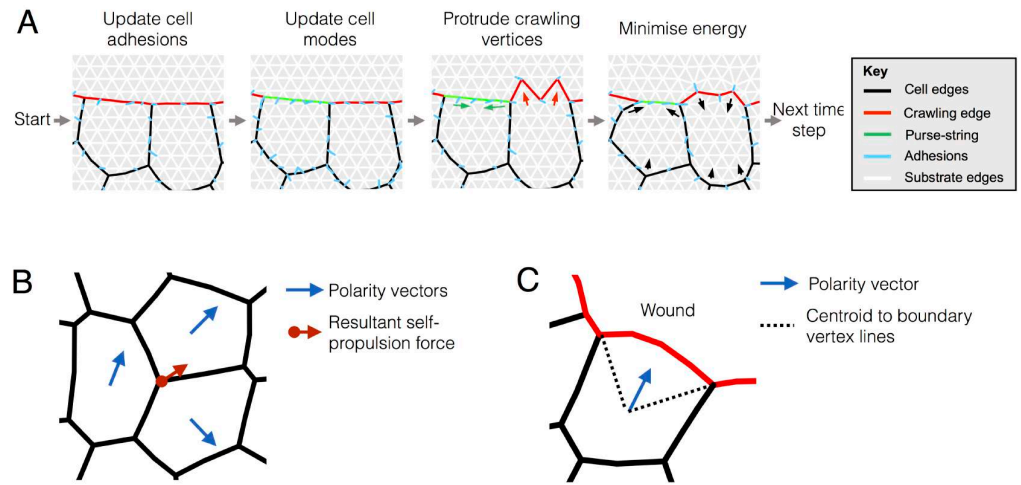 A
Update cell
adhesions
Update cell
modes
Protrude crawling
vertices
Minimise energy
Start
Next time
step
Key
Cell edges
Crawling edge
Purse-string
Adhesions
Substrate edges
B
Polarity vectors
Resultant self-
propulsion force
C
Wound
Polarity vector
Centroid to boundary
vertex lines